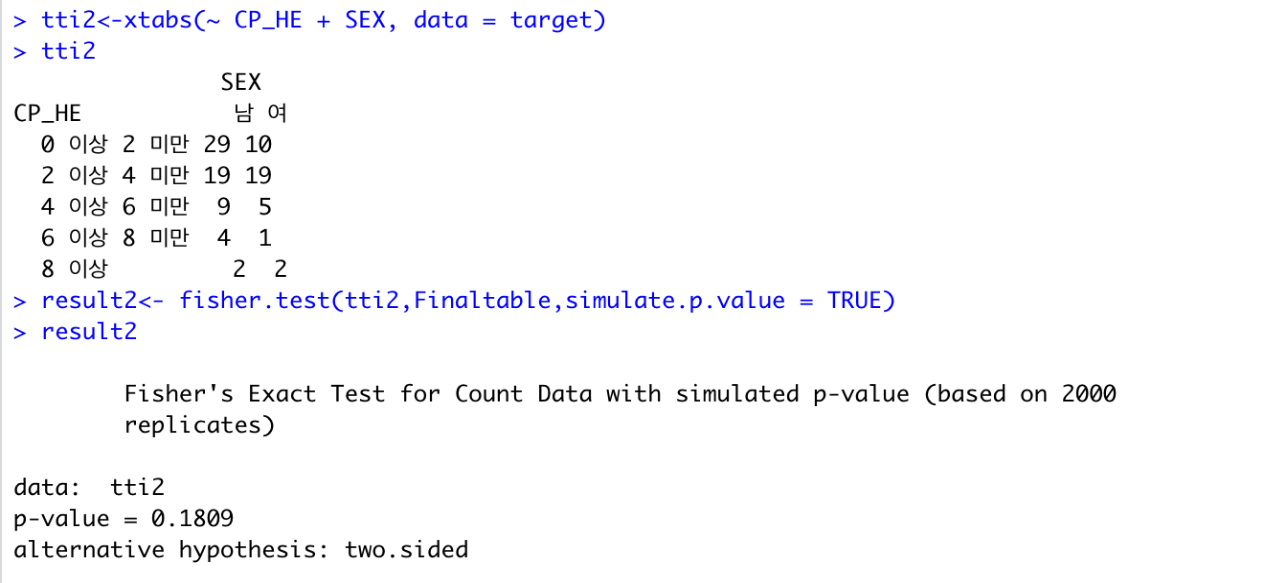 > tti2<-xtabs(~ CP_HE + SEX, data = target)
> tti2
SEX
CP_HE 남 여
0 이상 2 미만 29 10
2 이상 4 미만 19 19
4 이상 6 미만 9 5
6 이상 8 미만 4 1
8 이상 2 2
> result2<- fisher.test(tti2,Finaltable,simulate.p.value = TRUE)
> result2
Fisher's Exact Test for Count Data with simulated p-value (based on 2000
replicates)
data: tti2
p-value = 0.1809
alternative hypothesis: two.sided